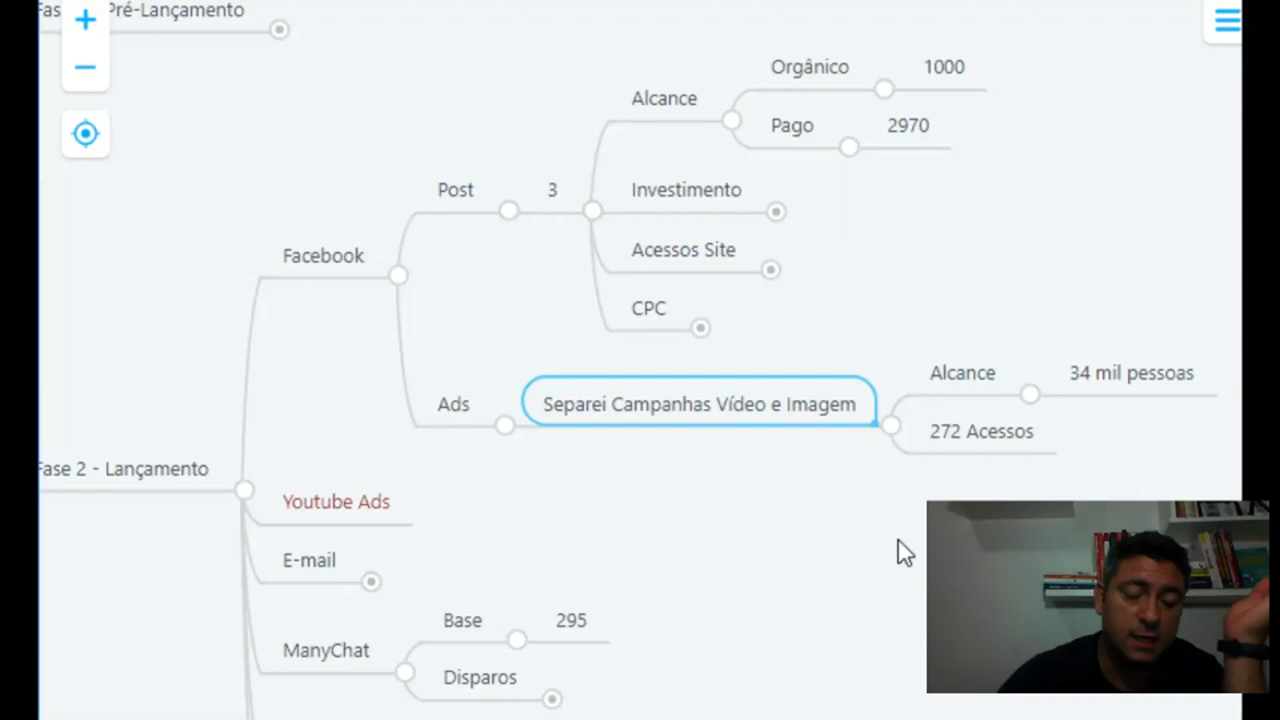 Fas
Pré-Lançamento
Orgânico
1000
Alcance
Pago
2970
Post
3
Investimento
Acessos Site
Facebook
CPC
Alcance
34 mil pessoas
Ads
Separei Campanhas Vídeo e Imagem
272 Acessos
Fase 2 - Lançamento
Youtube Ads
E-mail
Base
295
ManyChat
Disparos